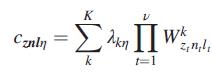 c_{znlη} = \sum_{k}^{K} λ_{kη} \prod_{t=1}^{ν} W^{k}_{z_t n_t l_t}